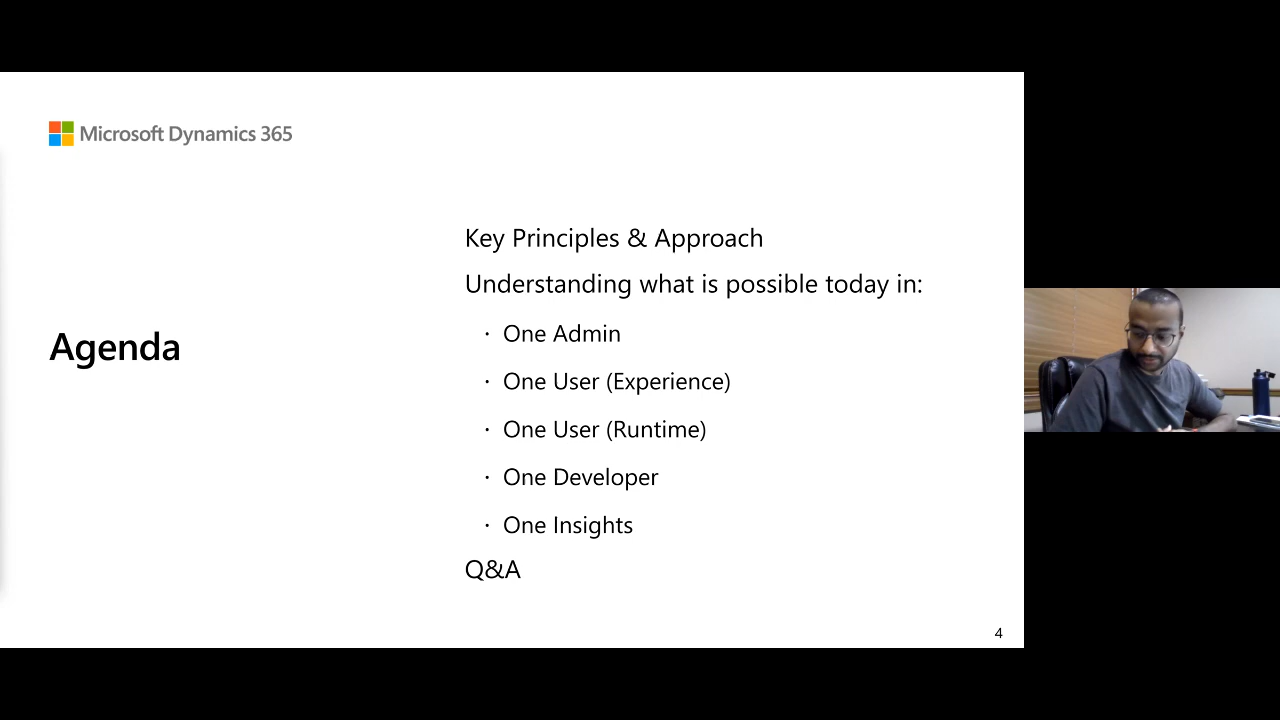 Microsoft Dynamics 365
Agenda
Key Principles & Approach
Understanding what is possible today in:
· One Admin
· One User (Experience)
· One User (Runtime)
· One Developer
· One Insights
Q&A
4